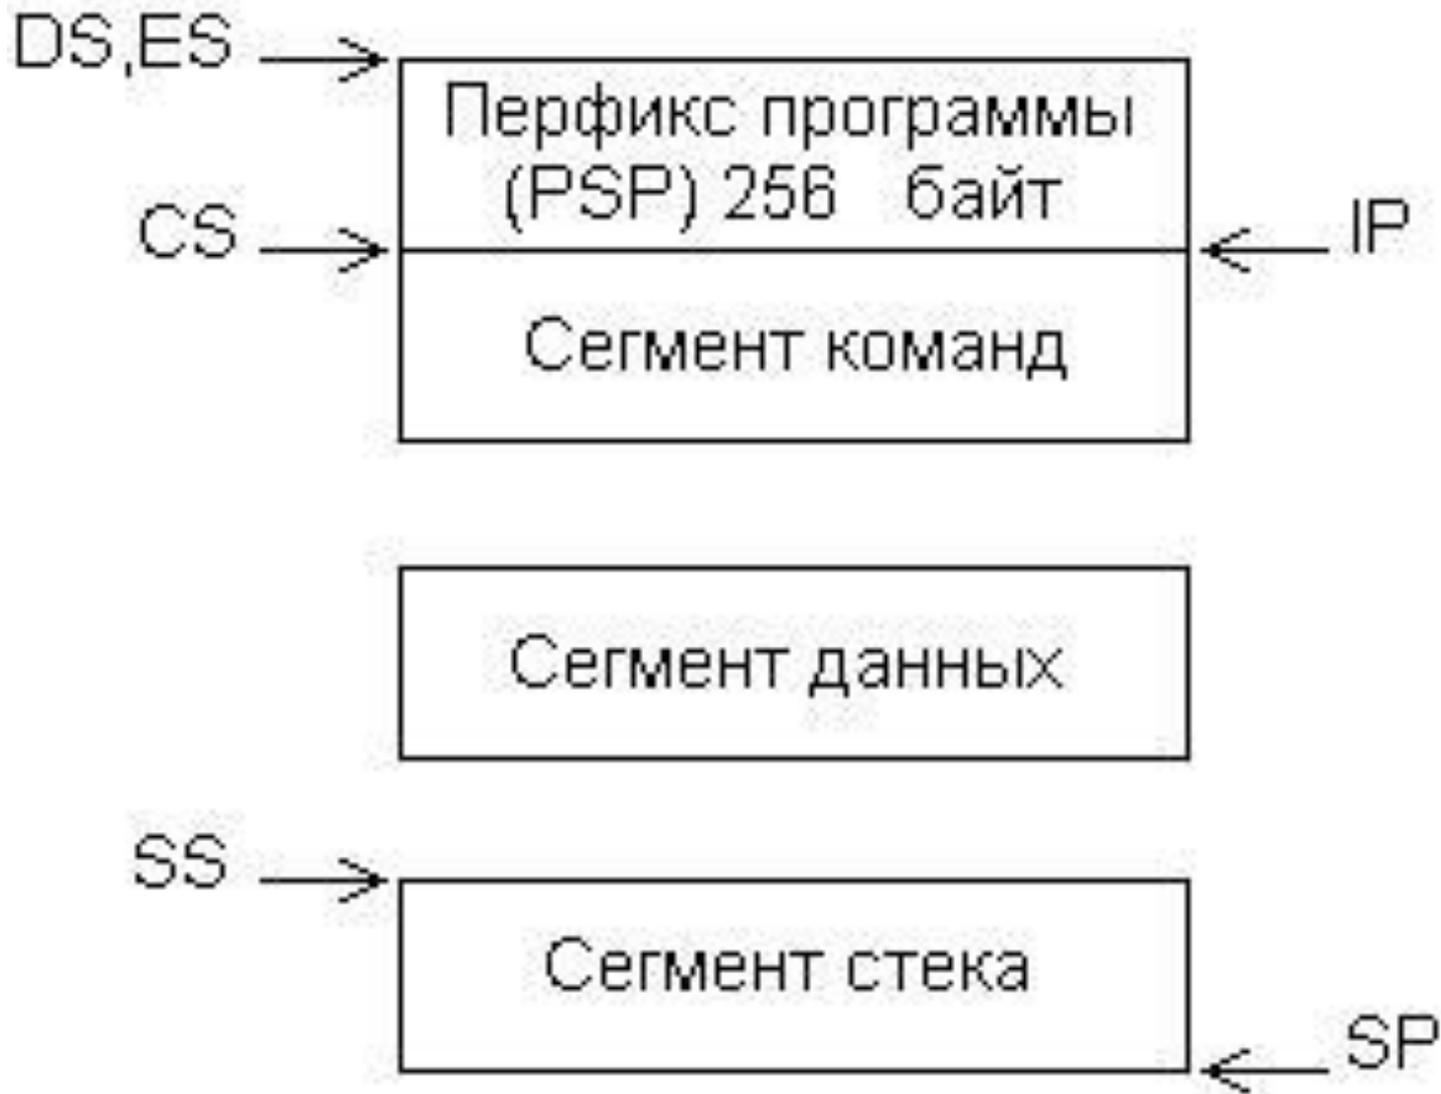 DS,ES
Перфикс программы
(PSP) 256 байт
CS
IP
Сегмент команд
Сегмент данных
SS
Сегмент стека
SP